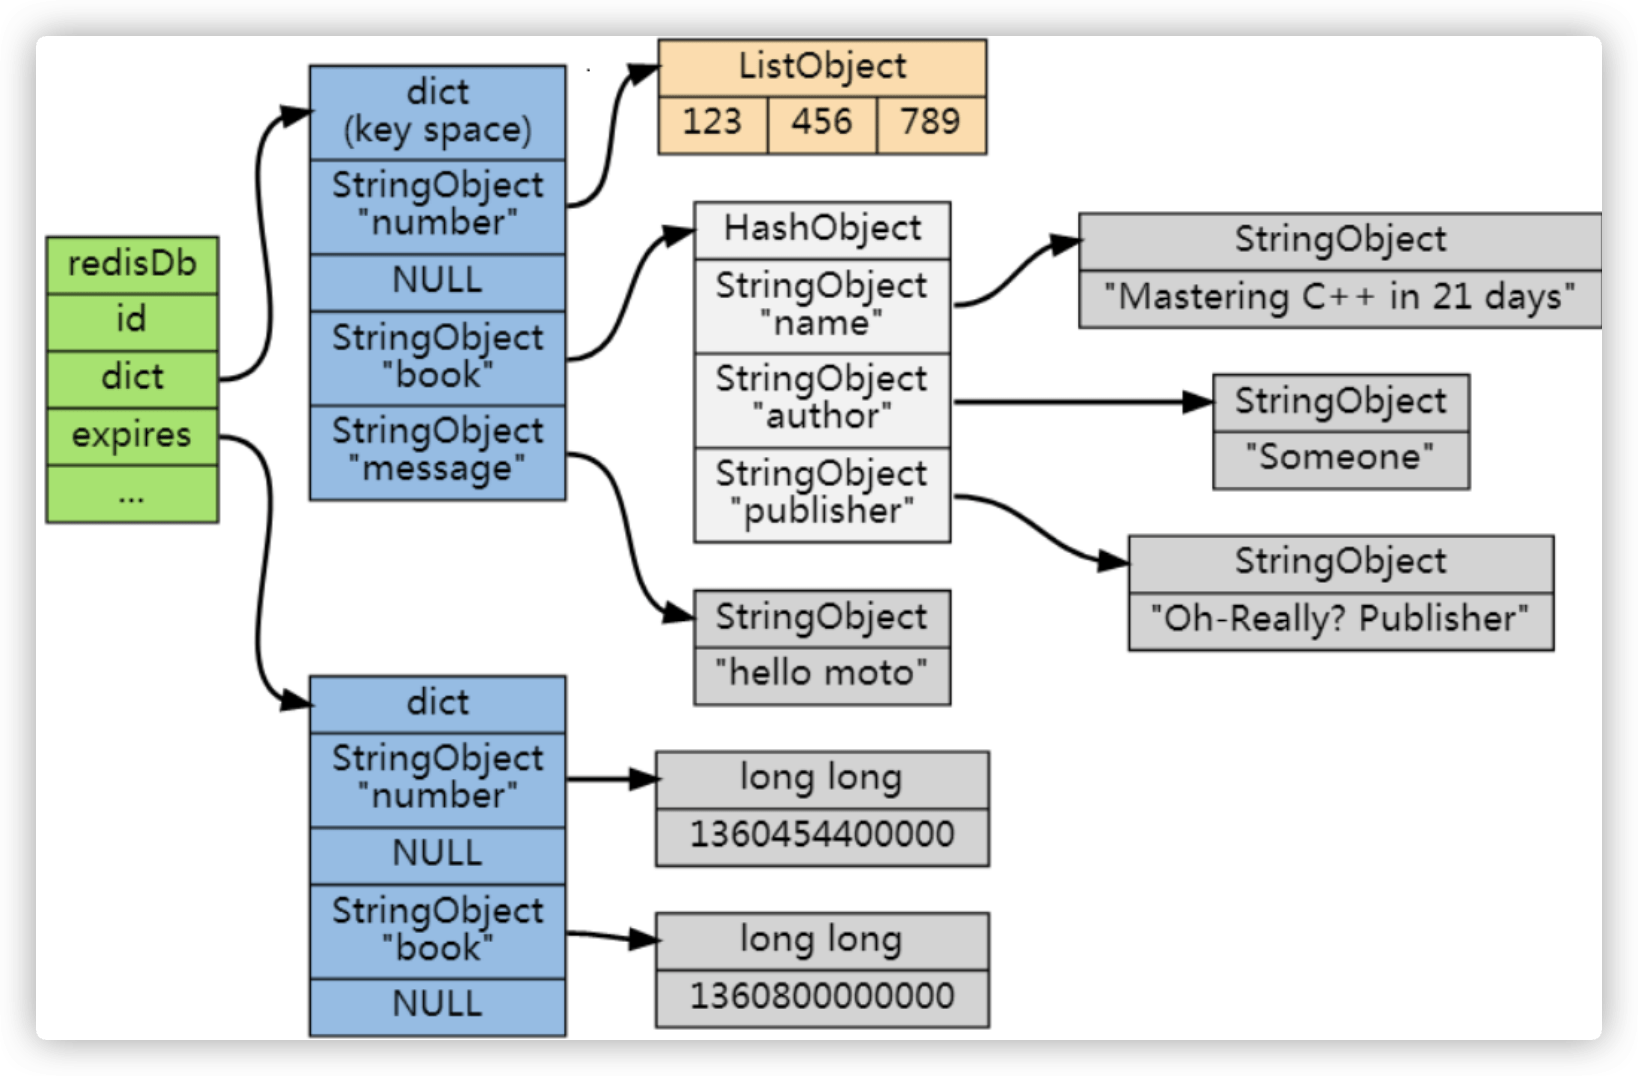 redisDb
id
dict
expires
...
dict
(key space)
StringObject
"number"
NULL
StringObject
"book"
StringObject
"message"
ListObject
123 456 789
HashObject
StringObject
"name"
StringObject
"author"
StringObject
"publisher"
StringObject
"Mastering C++ in 21 days"
StringObject
"Someone"
StringObject
"Oh-Really? Publisher"
StringObject
"hello moto"
dict
StringObject
"number"
NULL
StringObject
"book"
NULL
long long
1360454400000
long long
1360800000000